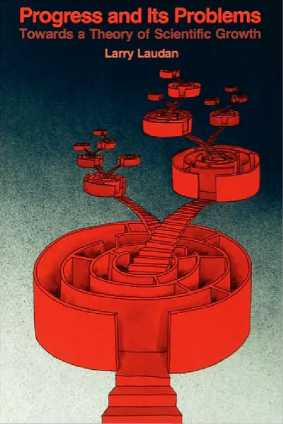 Progress and Its Problems
Towards a Theory of Scientific Growth
Larry Laudan